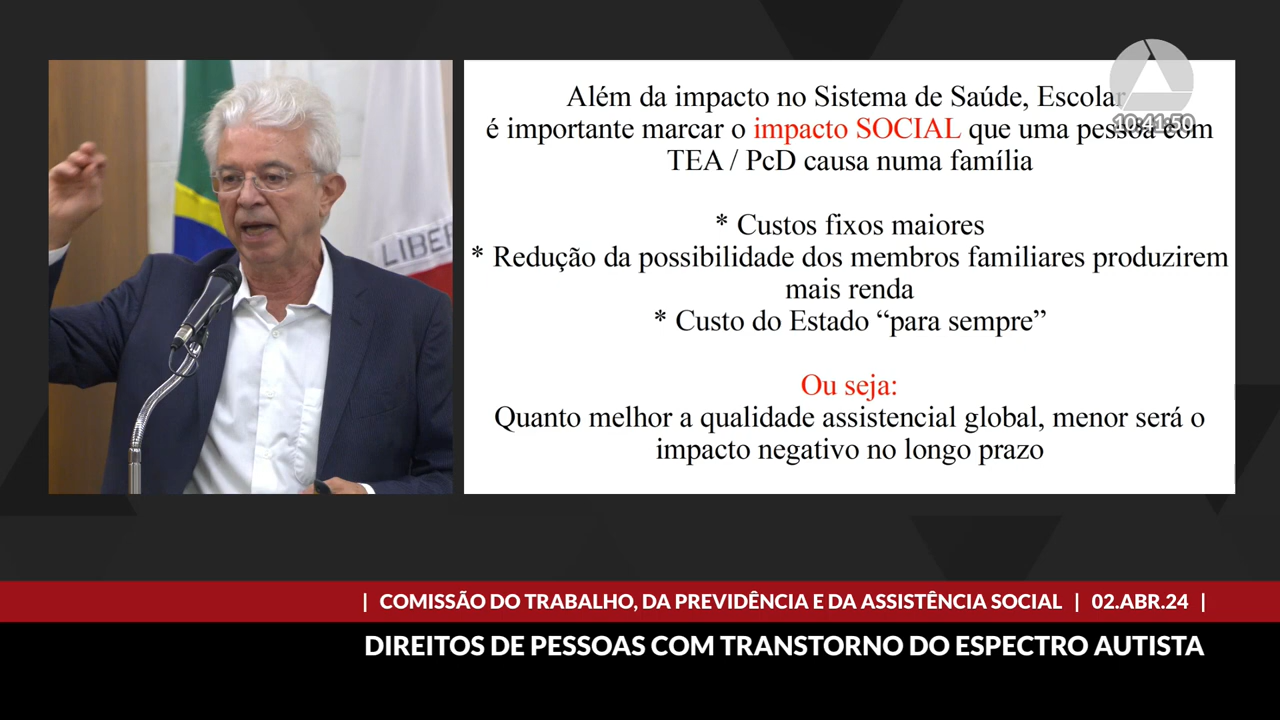 Além da impacto no Sistema de Saúde, Escolar
é importante marcar o impacto SOCIAL que uma pessoa com
TEA / PcD causa numa família
* Custos fixos maiores
* Redução da possibilidade dos membros familiares produzirem
mais renda
* Custo do Estado “para sempre”
Ou seja:
Quanto melhor a qualidade assistencial global, menor será o
impacto negativo no longo prazo
10:41:50
LIBER
| COMISSÃO DO TRABALHO, DA PREVIDÊNCIA E DA ASSISTÊNCIA SOCIAL | 02.ABR.24 |
DIREITOS DE PESSOAS COM TRANSTORNO DO ESPECTRO AUTISTA